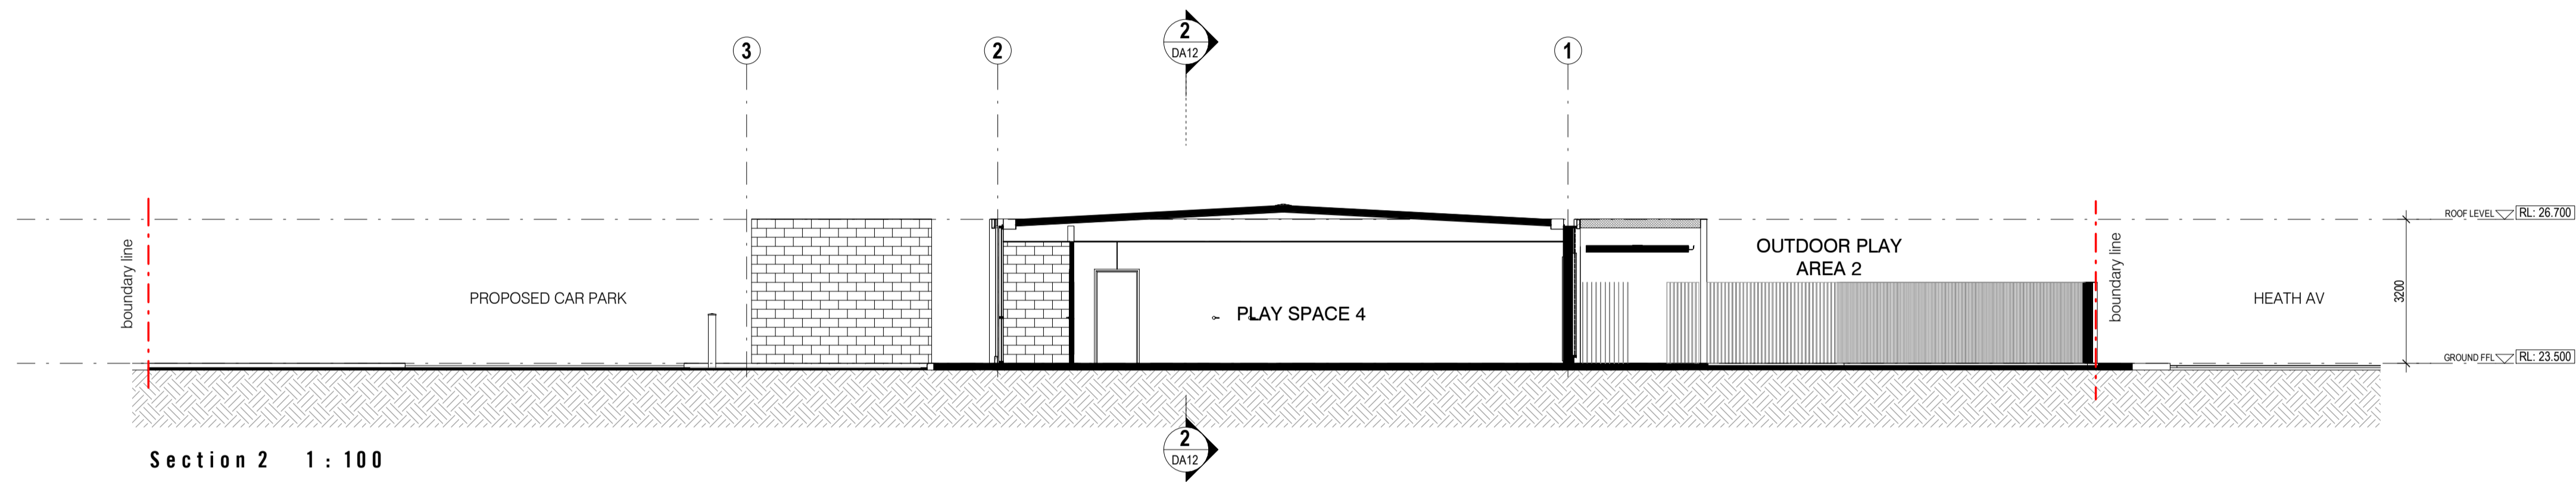 3
2
2
DA12
1
ROOF LEVEL RL: 26.700
boundary line
PROPOSED CAR PARK
PLAY SPACE 4
OUTDOOR PLAY
AREA 2
boundary line
HEATH AV
3200
GROUND FFL RL: 23.500
2
DA12
Section 2 1 : 100